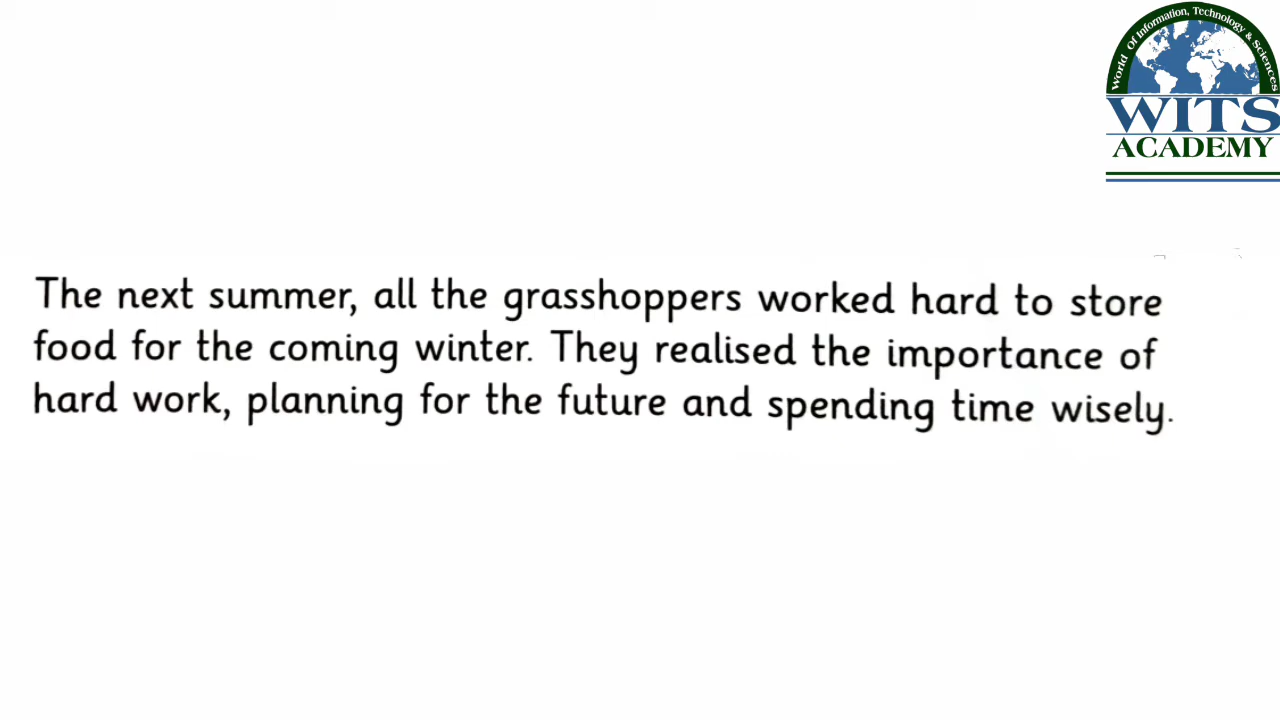 World Of Information, Technology & Sciences
WITS
ACADEMY
The next summer, all the grasshoppers worked hard to store
food for the coming winter. They realised the importance of
hard work, planning for the future and spending time wisely.